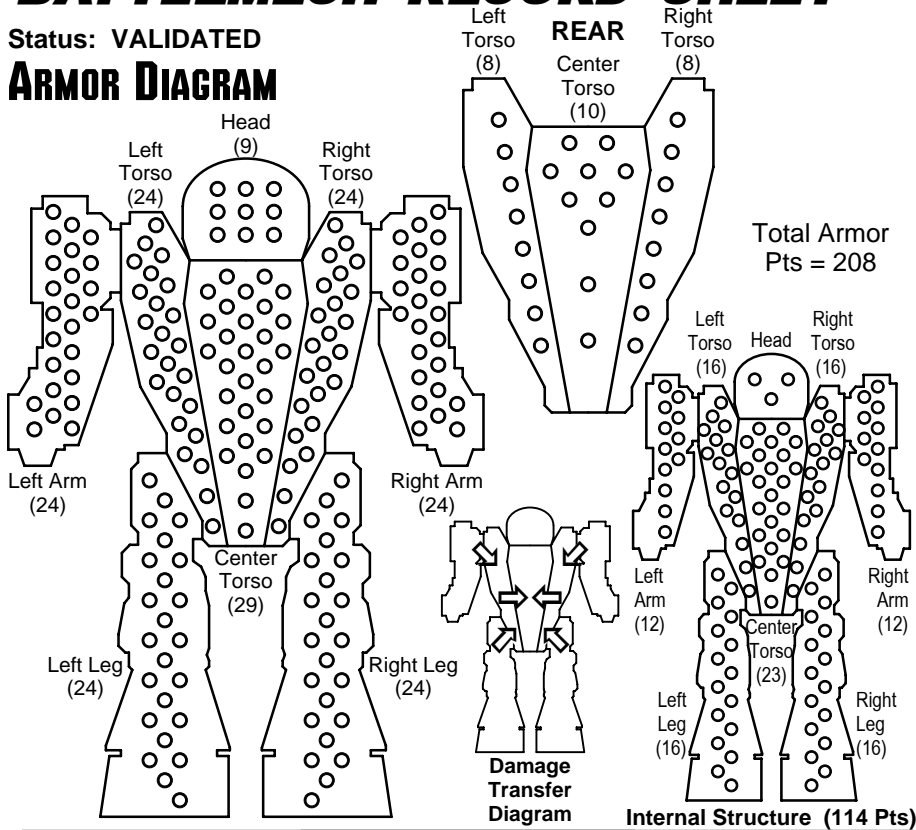 BATTLEMECH RECORD SHEET
Status: VALIDATED
ARMOR DIAGRAM
Head
(9)
Left
Torso
(24)
Right
Torso
(24)
Left Arm
(24)
Right Arm
(24)
Center
Torso
(29)
Left Leg
(24)
Right Leg
(24)
REAR
Left
Torso
(8)
Center
Torso
(10)
Right
Torso
(8)
Total Armor
Pts = 208
Left
Torso
(16)
Head
Right
Torso
(16)
Left
Arm
(12)
Right
Arm
(12)
Center
Torso
(23)
Left
Leg
(16)
Right
Leg
(16)
Damage
Transfer
Diagram
Internal Structure (114 Pts)